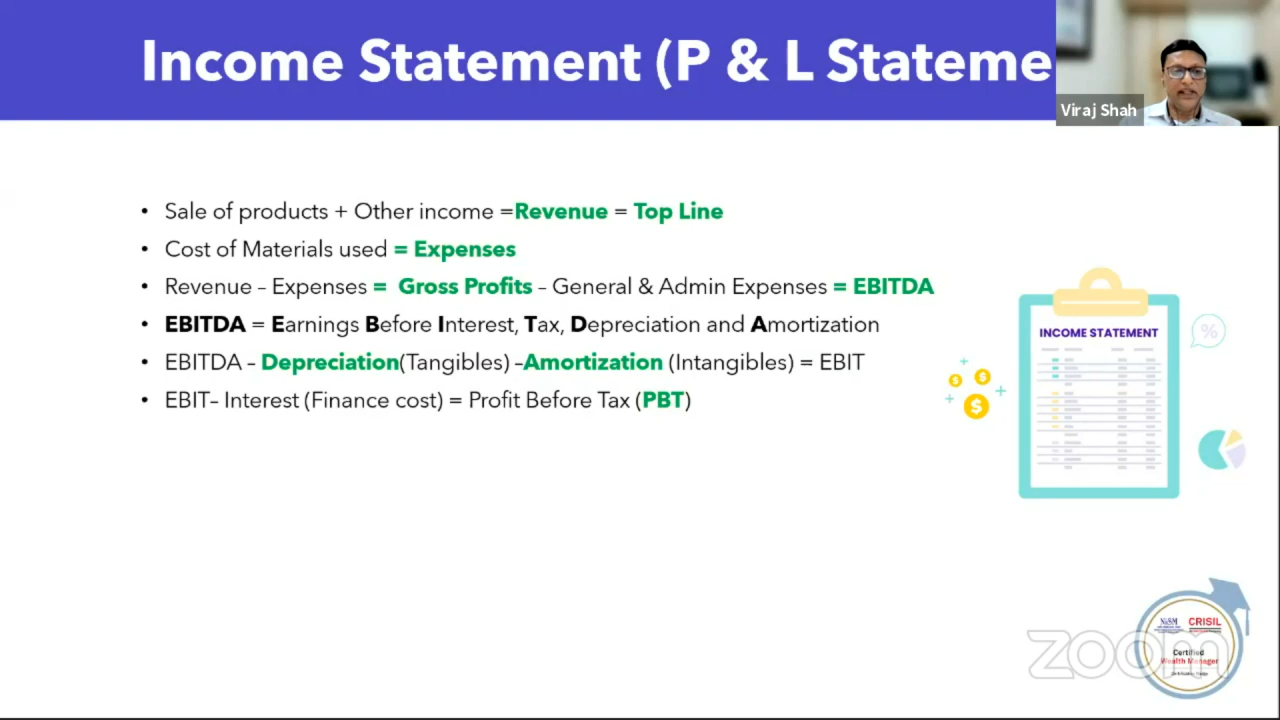 Income Statement (P & L Stateme
Viraj Shah
• Sale of products + Other income =Revenue = Top Line
• Cost of Materials used = Expenses
• Revenue – Expenses = Gross Profits – General & Admin Expenses = EBITDA
• EBITDA = Earnings Before Interest, Tax, Depreciation and Amortization
• EBITDA – Depreciation(Tangibles) –Amortization (Intangibles) = EBIT
• EBIT– Interest (Finance cost) = Profit Before Tax (PBT)
INCOME STATEMENT
%
$ $
$
NISM CRISIL
zoom
Certified
Wealth Manager